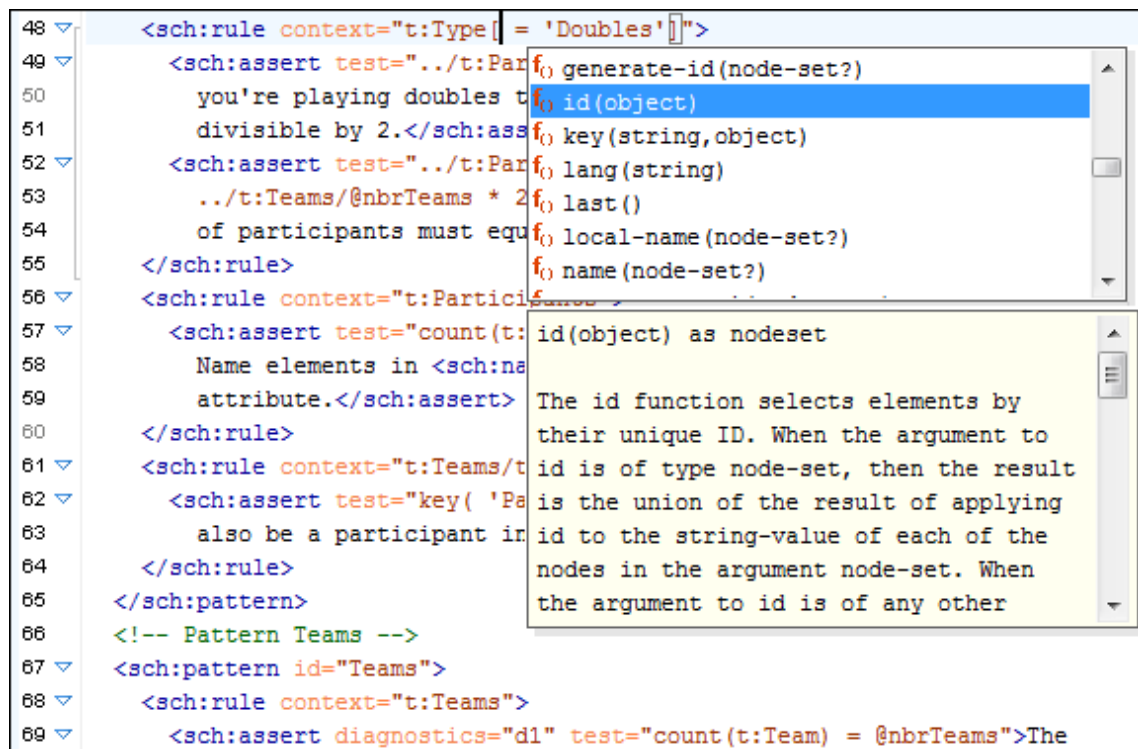 48 <sch:rule context="t:Type[ = 'Doubles']">
49 <sch:assert test="../t:Par
50 you're playing doubles t
51 divisible by 2.</sch:ass
52 <sch:assert test="../t:Par
53 ../t:Teams/@nbrTeams * 2
54 of participants must equ
55 </sch:rule>
56 <sch:rule context="t:Participants">
57 <sch:assert test="count(t:
58 Name elements in <sch:na
59 attribute.</sch:assert>
60 </sch:rule>
61 <sch:rule context="t:Teams/t
62 <sch:assert test="key( 'Pa
63 also be a participant in
64 </sch:rule>
65 </sch:pattern>
66 <!-- Pattern Teams -->
67 <sch:pattern id="Teams">
68 <sch:rule context="t:Teams">
69 <sch:assert diagnostics="d1" test="count(t:Team) = @nbrTeams">The
f() generate-id(node-set?)
f() id(object)
f() key(string,object)
f() lang(string)
f() last()
f() local-name(node-set?)
f() name(node-set?)
id(object) as nodeset
The id function selects elements by
their unique ID. When the argument to
id is of type node-set, then the result
is the union of the result of applying
id to the string-value of each of the
nodes in the argument node-set. When
the argument to id is of any other